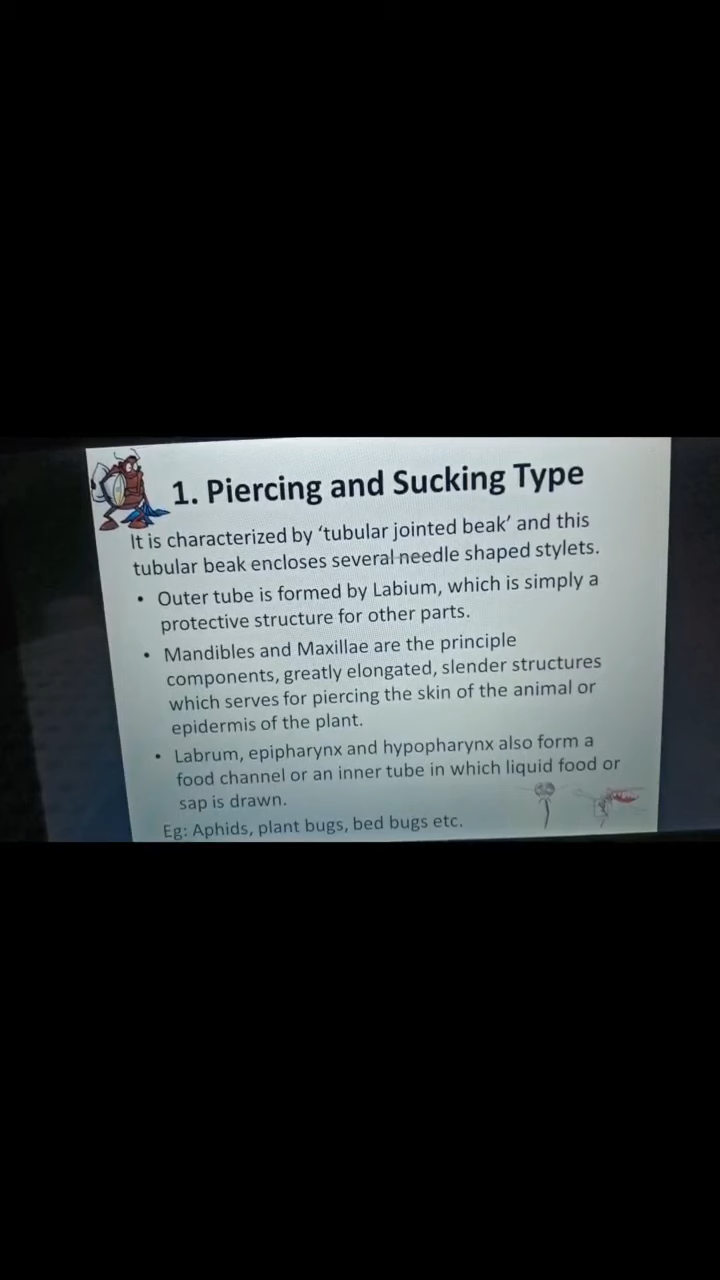 1. Piercing and Sucking Type
It is characterized by ‘tubular jointed beak’ and this
tubular beak encloses several needle shaped stylets.
• Outer tube is formed by Labium, which is simply a
protective structure for other parts.
• Mandibles and Maxillae are the principle
components, greatly elongated, slender structures
which serves for piercing the skin of the animal or
epidermis of the plant.
• Labrum, epipharynx and hypopharynx also form a
food channel or an inner tube in which liquid food or
sap is drawn.
Eg: Aphids, plant bugs, bed bugs etc.